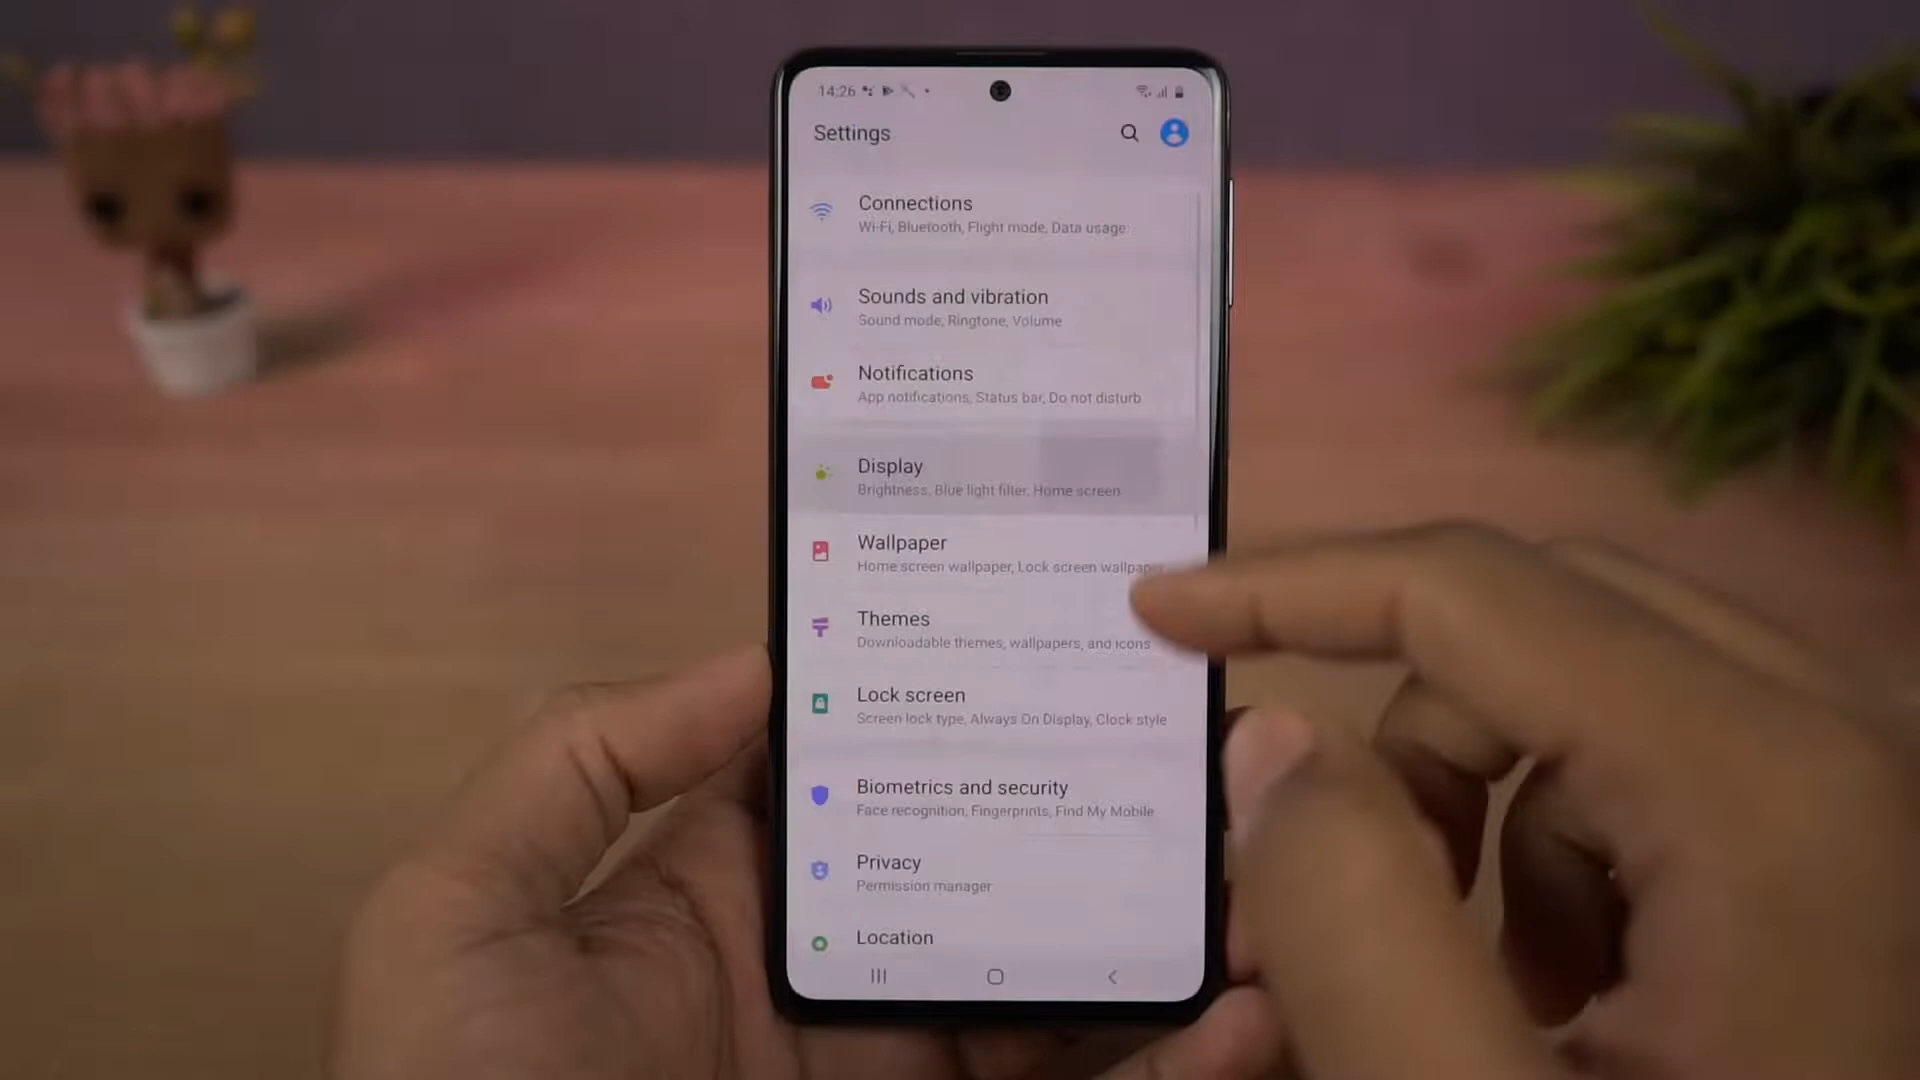 14:26
Settings
Connections
Wi-Fi, Bluetooth, Flight mode, Data usage
Sounds and vibration
Sound mode, Ringtone, Volume
Notifications
App notifications, Status bar, Do not disturb
Display
Brightness, Blue light filter, Home screen
Wallpaper
Home screen wallpaper, Lock screen wallpaper
Themes
Downloadable themes, wallpapers, and icons
Lock screen
Screen lock type, Always On Display, Clock style
Biometrics and security
Face recognition, Fingerprints, Find My Mobile
Privacy
Permission manager
Location